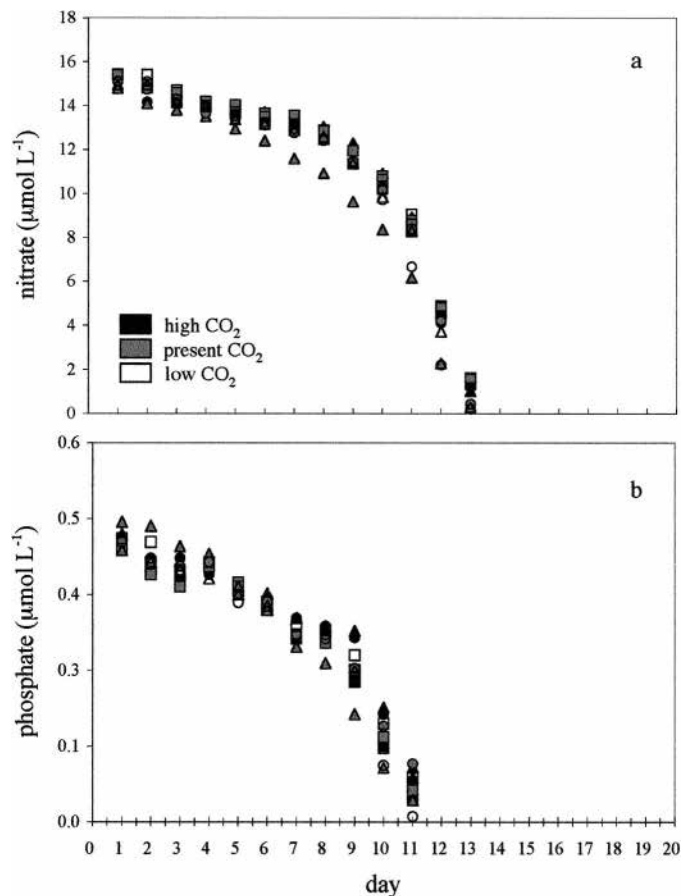 18
a
16
14
12
10
8
6
4
2
0
nitrate (μmol L⁻¹)
high CO₂
present CO₂
low CO₂
0.6
b
0.5
0.4
0.3
0.1
0.0
phosphate (μmol L⁻¹)
0 1 2 3 4 5 6 7 8 9 10 11 12 13 14 15 16 17 18 19 20
day